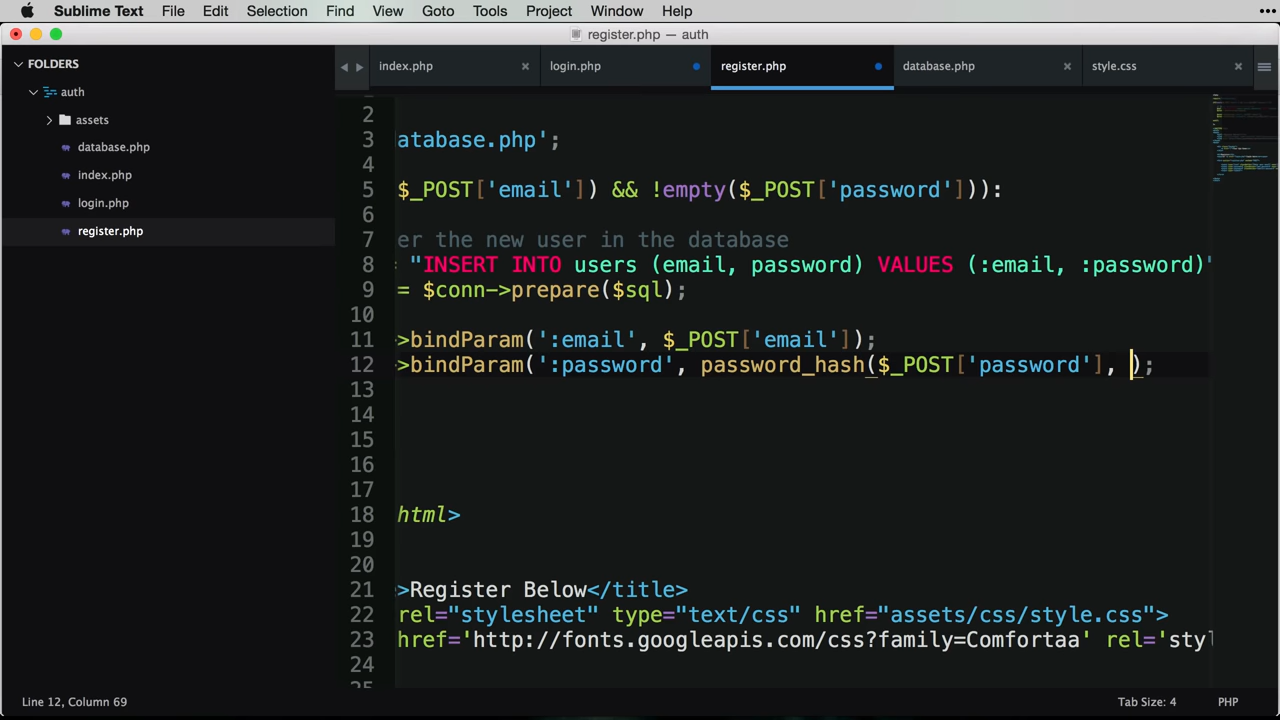 Sublime Text File Edit Selection Find View Goto Tools Project Window Help
register.php — auth
FOLDERS
auth
assets
database.php
index.php
login.php
register.php
index.php login.php register.php database.php style.css
2
3 atabase.php';
4
5 $_POST['email']) && !empty($_POST['password'])):
6
7 er the new user in the database
8 = "INSERT INTO users (email, password) VALUES (:email, :password)"
9 = $conn->prepare($sql);
10
11 >bindParam(':email', $_POST['email']);
12 >bindParam(':password', password_hash($_POST['password'], );
13
14
15
16
17
18 html>
19
20
21 >Register Below</title>
22 rel="stylesheet" type="text/css" href="assets/css/style.css">
23 href='http://fonts.googleapis.com/css?family=Comfortaa' rel='styl
24
25
Line 12, Column 69
Tab Size: 4 PHP